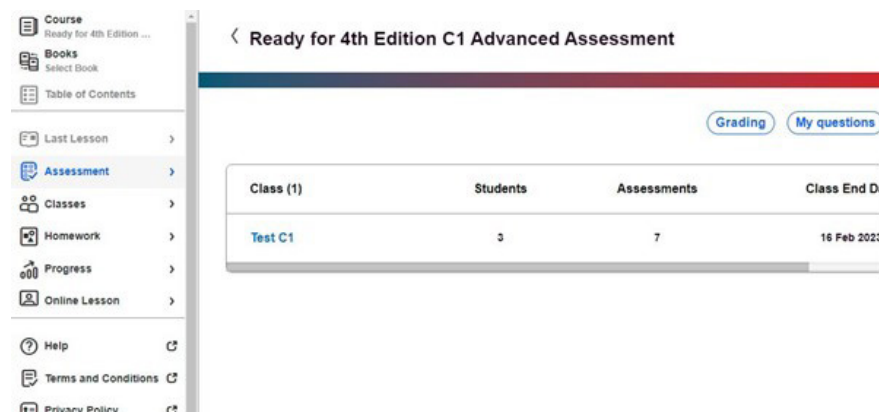 Course
Ready for 4th Edition ...
Books
Select Book
Table of Contents
Last Lesson
Assessment
Classes
Homework
Progress
Online Lesson
Help
Terms and Conditions
Privacy Policy
Ready for 4th Edition C1 Advanced Assessment
Grading My questions
Class (1) Students Assessments Class End D
Test C1 3 7 16 Feb 2023